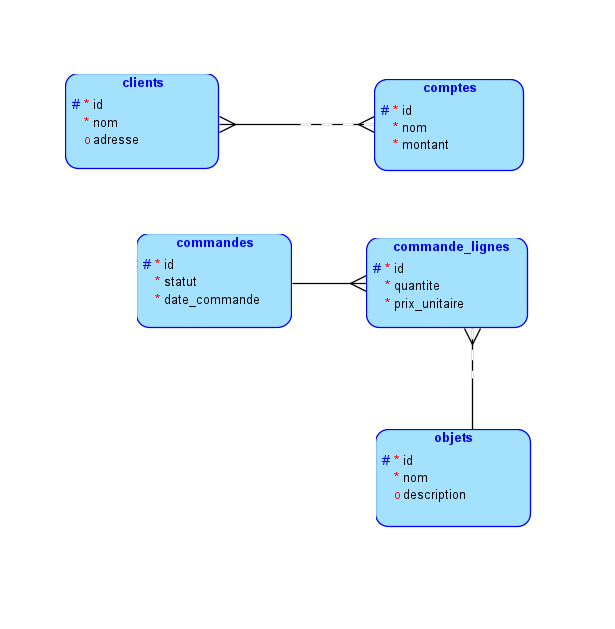 clients
# * id
* nom
o adresse
comptes
# * id
* nom
* montant
commandes
# * id
* statut
* date_commande
commande_lignes
# * id
* quantite
* prix_unitaire
objets
# * id
* nom
o description